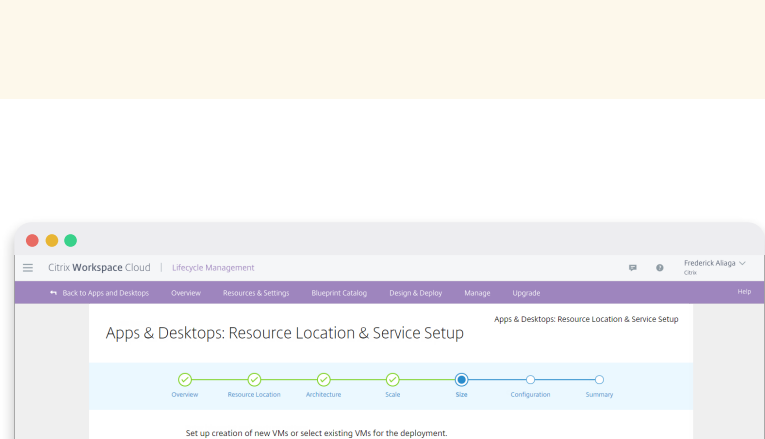 Citrix Workspace Cloud | Lifecycle Management
Frederick Aliaga
Citrix
Back to Apps and Desktops Overview Resources & Settings Blueprint Catalog Design & Deploy Manage Upgrade Help
Apps & Desktops: Resource Location & Service Setup
Apps & Desktops: Resource Location & Service Setup
Overview Resource Location Architecture Scale Size Configuration Summary
Set up creation of new VMs or select existing VMs for the deployment.